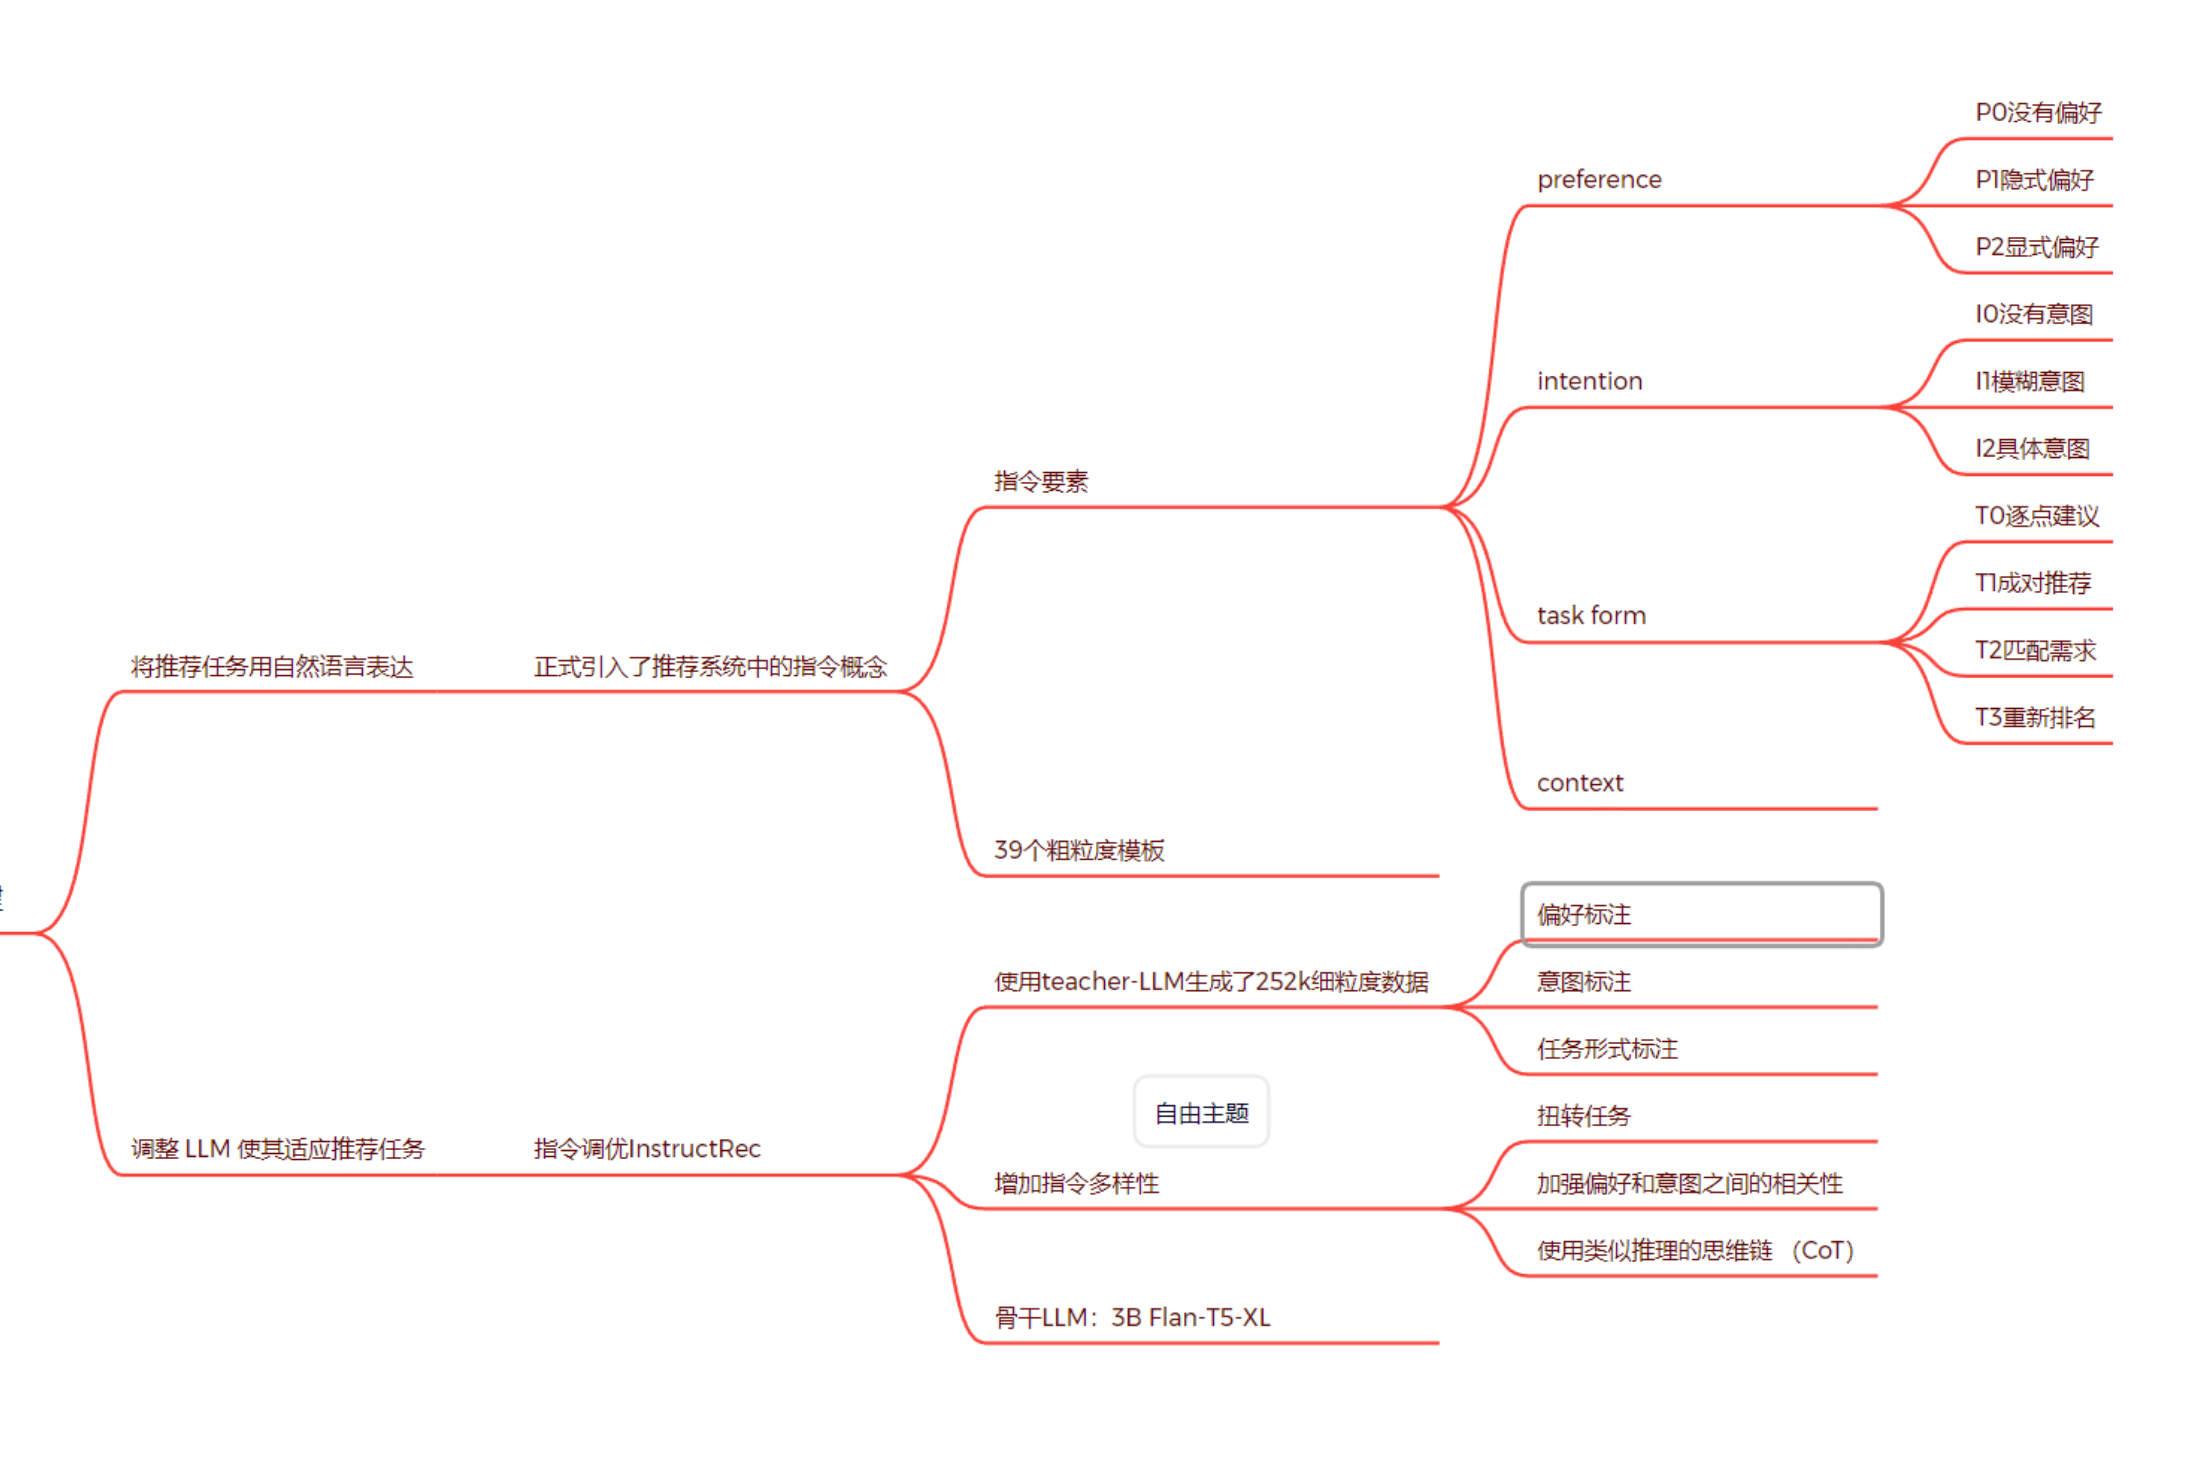 将推荐任务用自然语言表达
正式引入了推荐系统中的指令概念
指令要素
preference
P0没有偏好
P1隐式偏好
P2显式偏好
intention
I0没有意图
I1模糊意图
I2具体意图
task form
T0逐点建议
T1成对推荐
T2匹配需求
T3重新排名
context
39个粗粒度模板
调整 LLM 使其适应推荐任务
指令调优InstructRec
使用teacher-LLM生成了252k细粒度数据
偏好标注
意图标注
任务形式标注
自由主题
增加指令多样性
扭转任务
加强偏好和意图之间的相关性
使用类似推理的思维链 （CoT）
骨干LLM：3B Flan-T5-XL